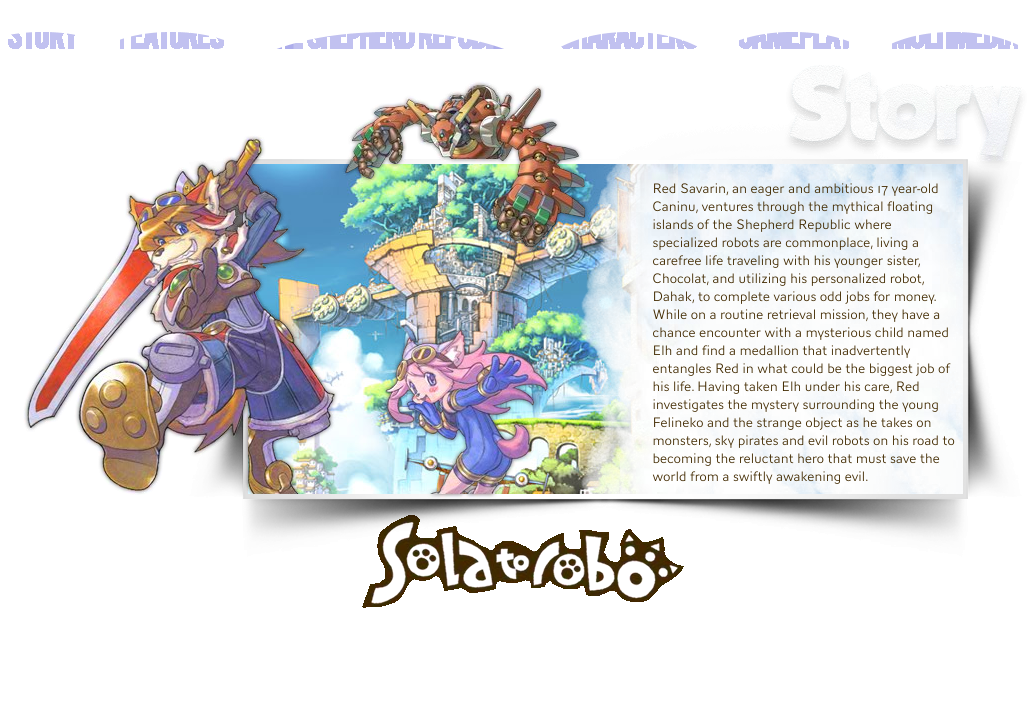 STORY FEATURES THE SHEPHERD REPUBLIC CHARACTERS GAMEPLAY MULTIMEDIA
Story
Red Savarin, an eager and ambitious 17 year-old
Caninu, ventures through the mythical floating
islands of the Shepherd Republic where
specialized robots are commonplace, living a
carefree life traveling with his younger sister,
Chocolat, and utilizing his personalized robot,
Dahak, to complete various odd jobs for money.
While on a routine retrieval mission, they have a
chance encounter with a mysterious child named
Elh and find a medallion that inadvertently
entangles Red in what could be the biggest job of
his life. Having taken Elh under his care, Red
investigates the mystery surrounding the young
Felineko and the strange object as he takes on
monsters, sky pirates and evil robots on his road to
becoming the reluctant hero that must save the
world from a swiftly awakening evil.
Solatorobo